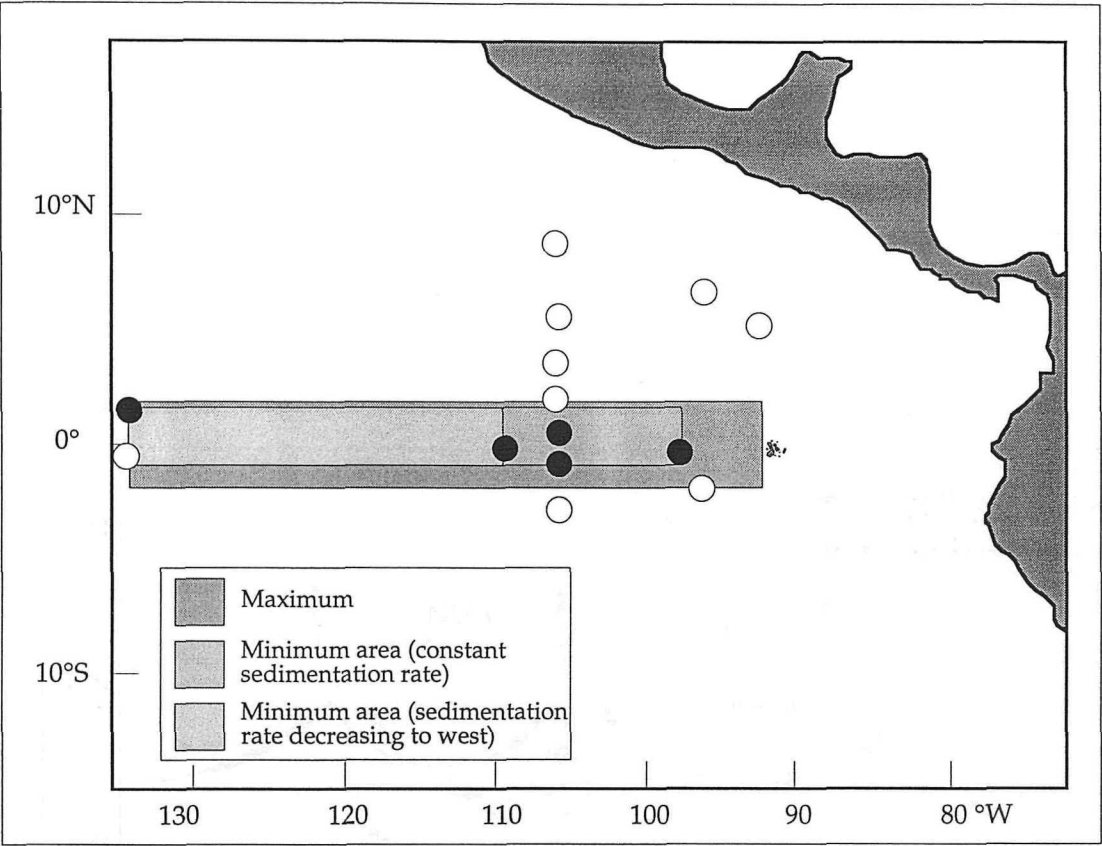 10°N
0°
10°S
Maximum
Minimum area (constant
sedimentation rate)
Minimum area (sedimentation
rate decreasing to west)
130 120 110 100 90 80 °W